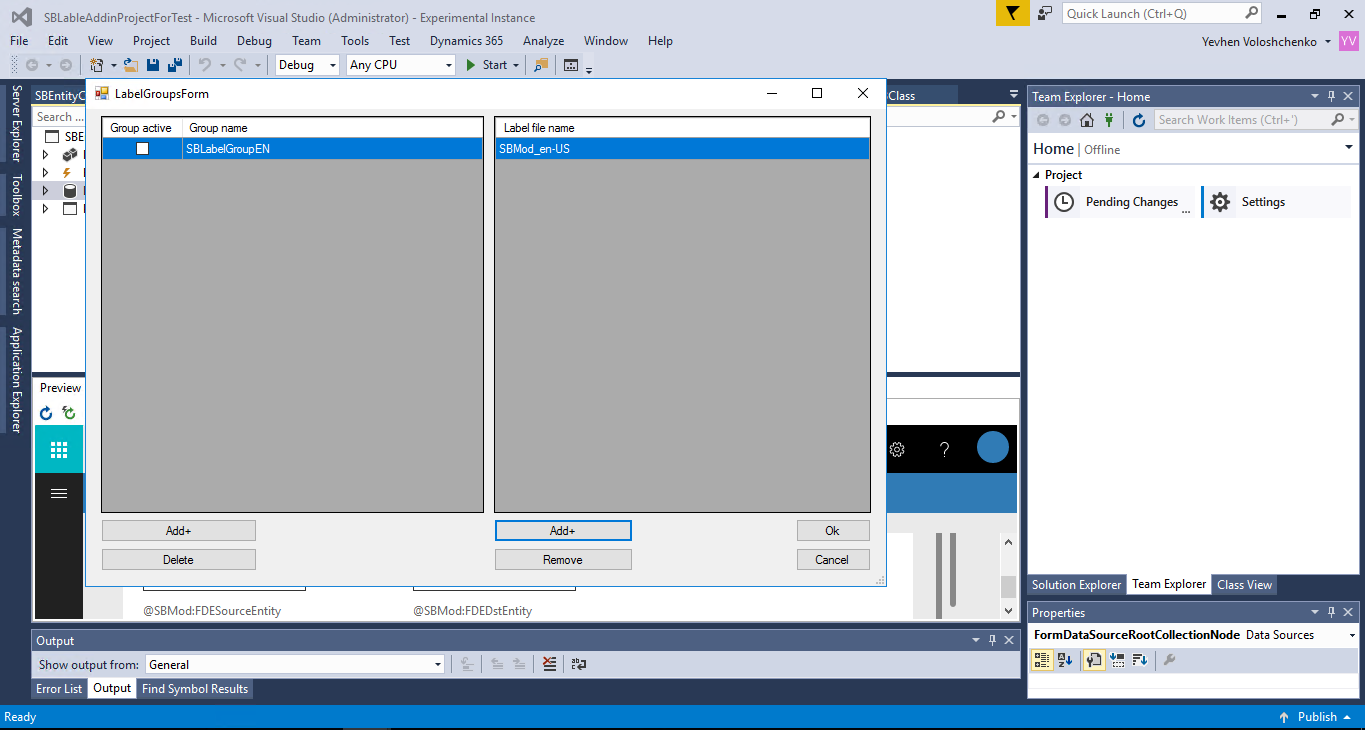 SBLableAddinProjectForTest - Microsoft Visual Studio (Administrator) - Experimental Instance
Quick Launch (Ctrl+Q)
File Edit View Project Build Debug Team Tools Test Dynamics 365 Analyze Window Help
Yevhen Voloshchenko YV
Debug Any CPU Start
Server Explorer
Toolbox
Metadata search
Application Explorer
SBEntityC
Class
Search ...
SBE
LabelGroupsForm
Group active Group name
SBLabelGroupEN
Label file name
SBMod_en-US
Add+
Delete
Add+
Remove
Ok
Cancel
Preview
?
@SBMod:FDESourceEntity @SBMod:FDEDstEntity
Output
Show output from: General
Error List Output Find Symbol Results
Team Explorer - Home
Search Work Items (Ctrl+')
Home | Offline
Project
Pending Changes ...
Settings
Solution Explorer Team Explorer Class View
Properties
FormDataSourceRootCollectionNode Data Sources
Ready
Publish